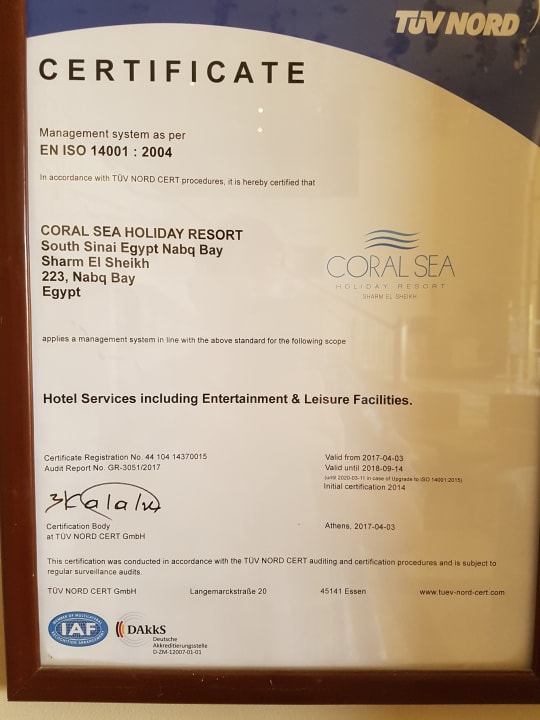 TÜV NORD
CERTIFICATE
Management system as per
EN ISO 14001 : 2004
In accordance with TÜV NORD CERT procedures, it is hereby certified that
CORAL SEA HOLIDAY RESORT
South Sinai Egypt Nabq Bay
Sharm El Sheikh
223, Nabq Bay
Egypt
CORAL SEA
HOLIDAY RESORT
SHARM EL SHEIKH
applies a management system in line with the above standard for the following scope
Hotel Services including Entertainment & Leisure Facilities.
Certificate Registration No. 44 104 14370015
Audit Report No. GR-3051/2017
Valid from 2017-04-03
Valid until 2018-09-14
(until 2020-03-11 in case of Upgrade to ISO 14001:2015)
Initial certification 2014
Certification Body
at TÜV NORD CERT GmbH
Athens, 2017-04-03
This certification was conducted in accordance with the TÜV NORD CERT auditing and certification procedures and is subject to
regular surveillance audits.
TÜV NORD CERT GmbH Langemarckstraße 20 45141 Essen www.tuev-nord-cert.com
MEMBER OF MULTILATERAL
IAF
RECOGNITION ARRANGEMENT
DAkkS
Deutsche
Akkreditierungsstelle
D-ZM-12007-01-01